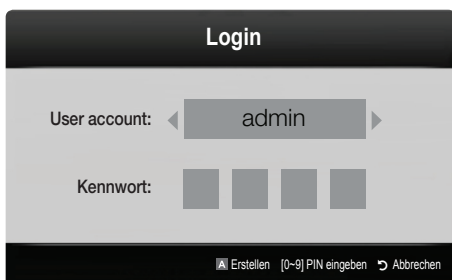 Login
User account: admin
Kennwort:
A Erstellen [0~9] PIN eingeben Abbrechen